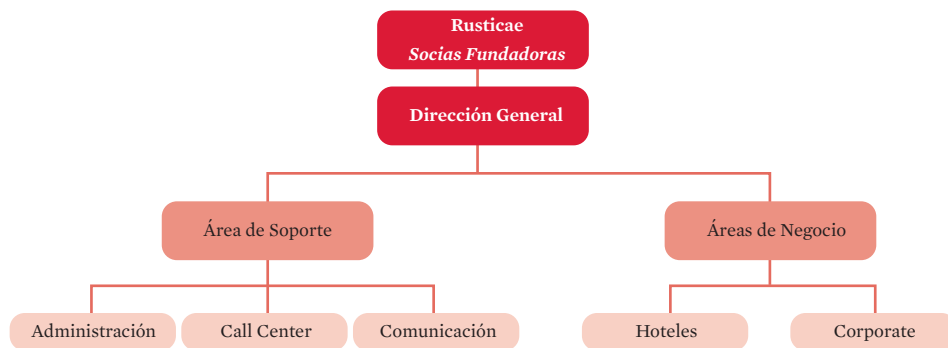 Rusticae
Socias Fundadoras
Dirección General
Área de Soporte
Áreas de Negocio
Administración
Call Center
Comunicación
Hoteles
Corporate